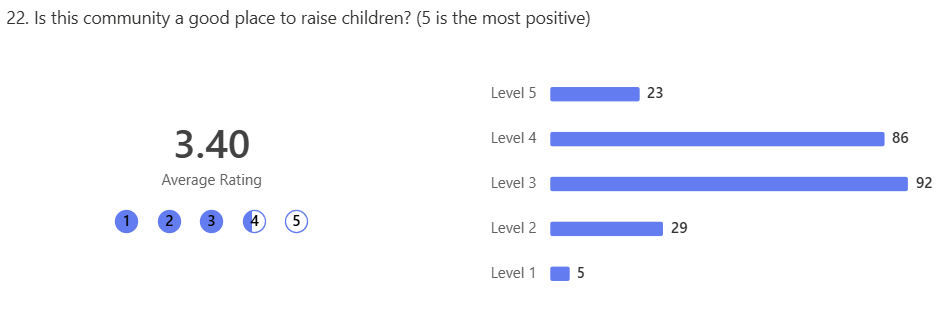 22. Is this community a good place to raise children? (5 is the most positive)
3.40
Average Rating
1 2 3 4 5
Level 5 23
Level 4 86
Level 3 92
Level 2 29
Level 1 5